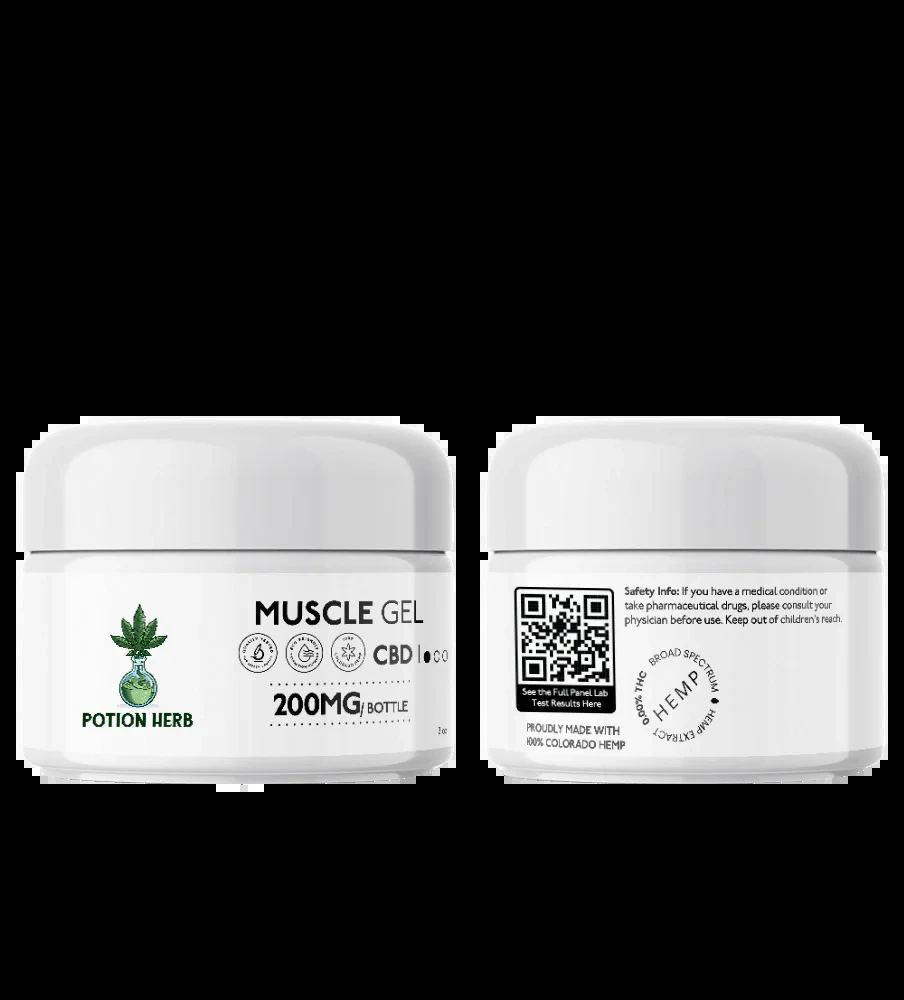 MUSCLE GEL
QUALITY TESTED
CBD
200MG/ BOTTLE
POTION HERB
Safety Info: If you have a medical condition or
take pharmaceutical drugs, please consult your
physician before use. Keep out of children's reach.
See the Full Panel Lab
Test Results Here
PROUDLY MADE WITH
100% COLORADO HEMP
BROAD SPECTRUM
HEMP EXTRACT
0.00% THC
HEMP